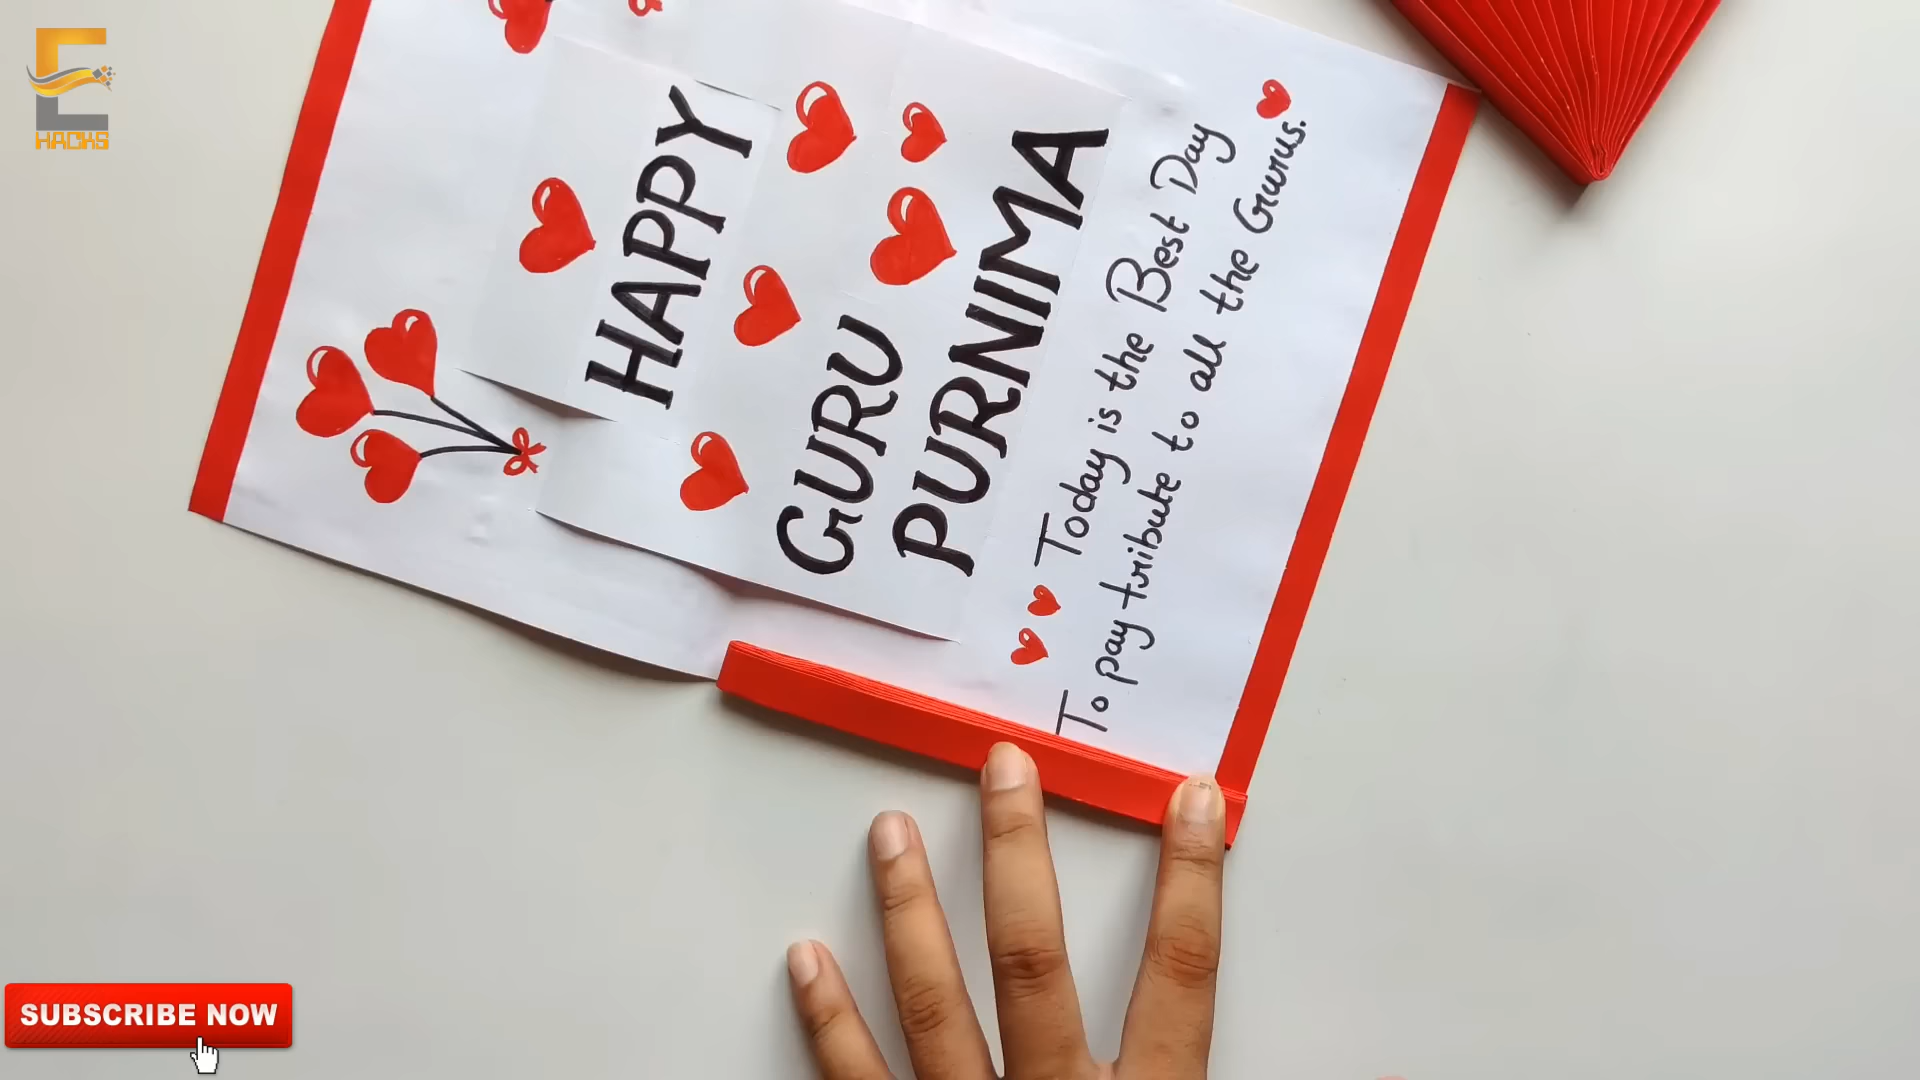 HACKS
HAPPY
GURU
PURNIMA
Today is the Best Day
To pay tribute to all the Gurus.
SUBSCRIBE NOW